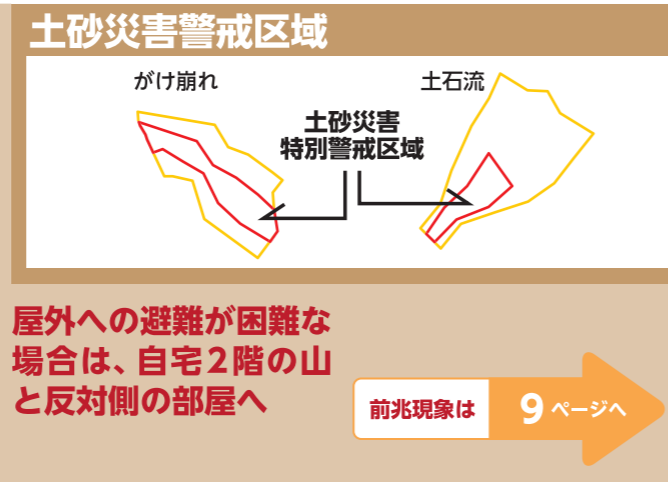 土砂災害警戒区域
がけ崩れ
土石流
土砂災害
特別警戒区域
屋外への避難が困難な
場合は、自宅2階の山
と反対側の部屋へ
前兆現象は
9ページへ